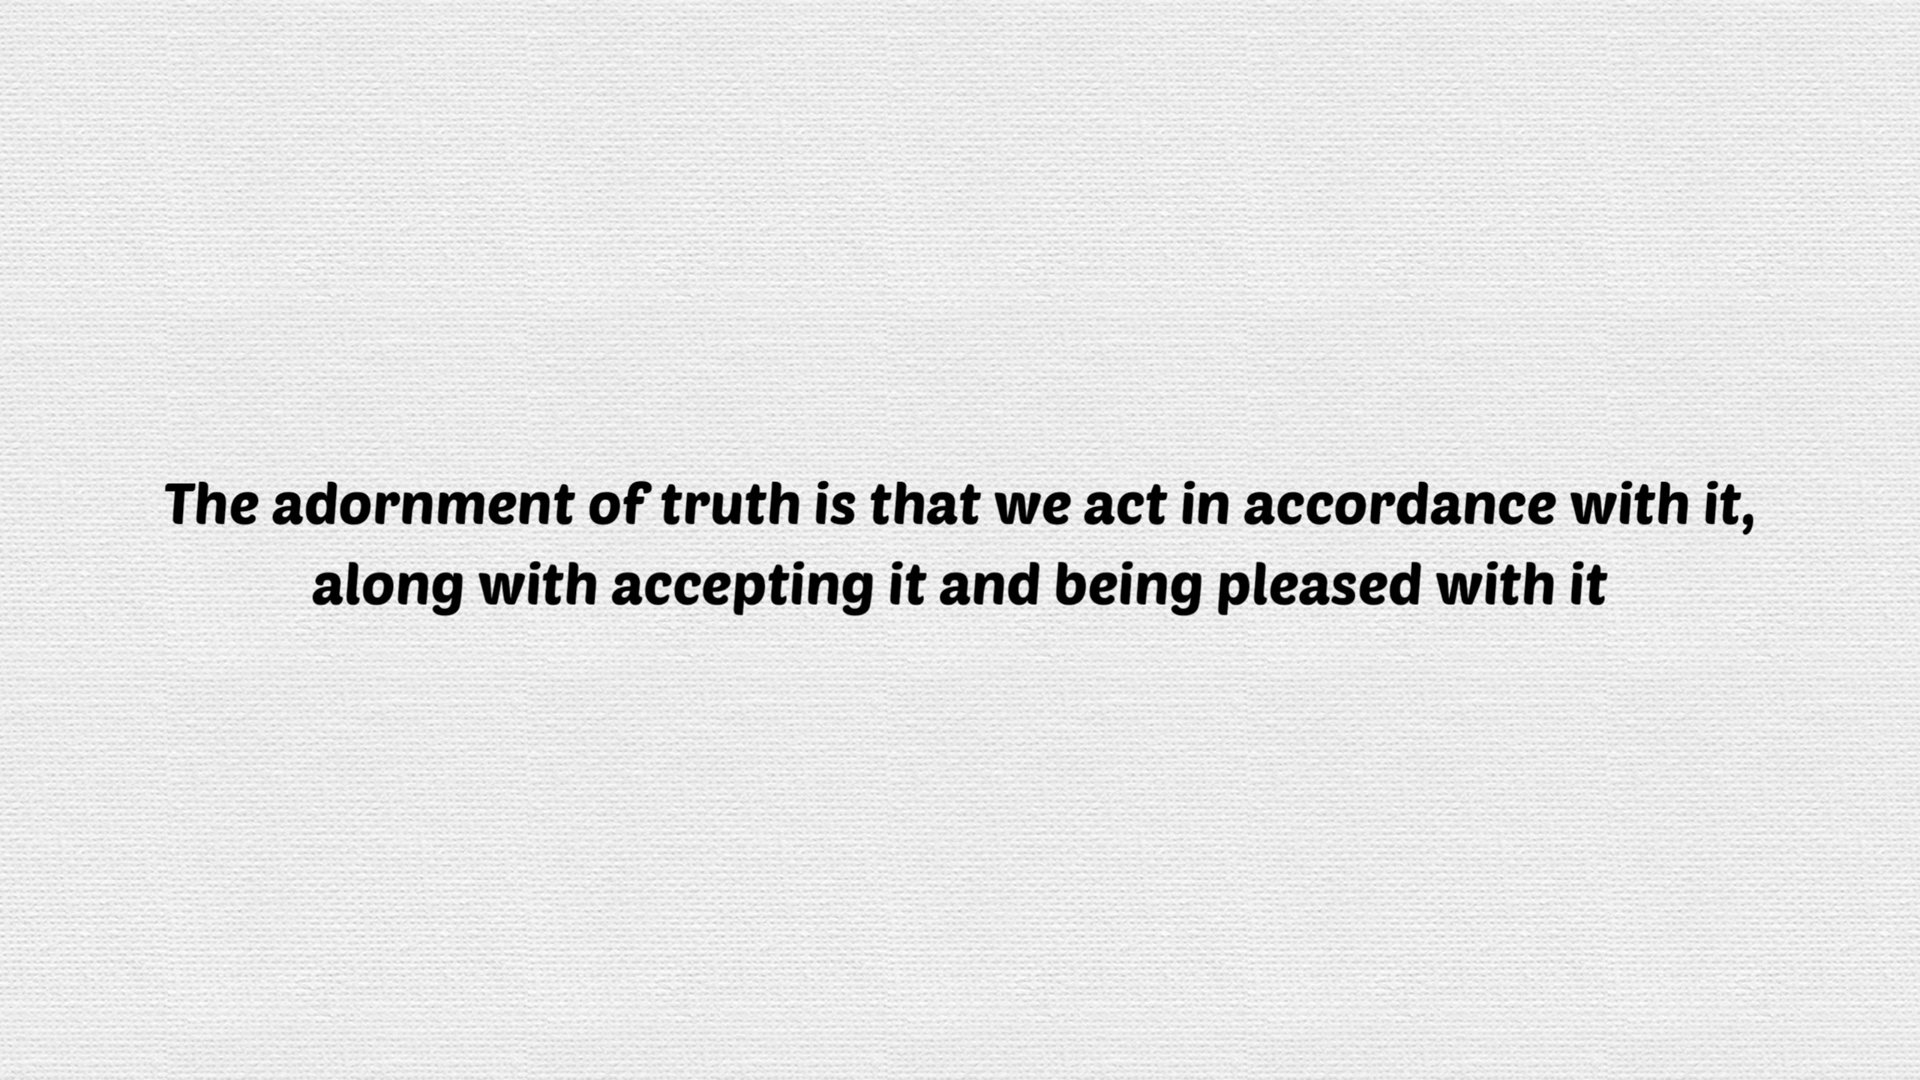 The adornment of truth is that we act in accordance with it,
along with accepting it and being pleased with it